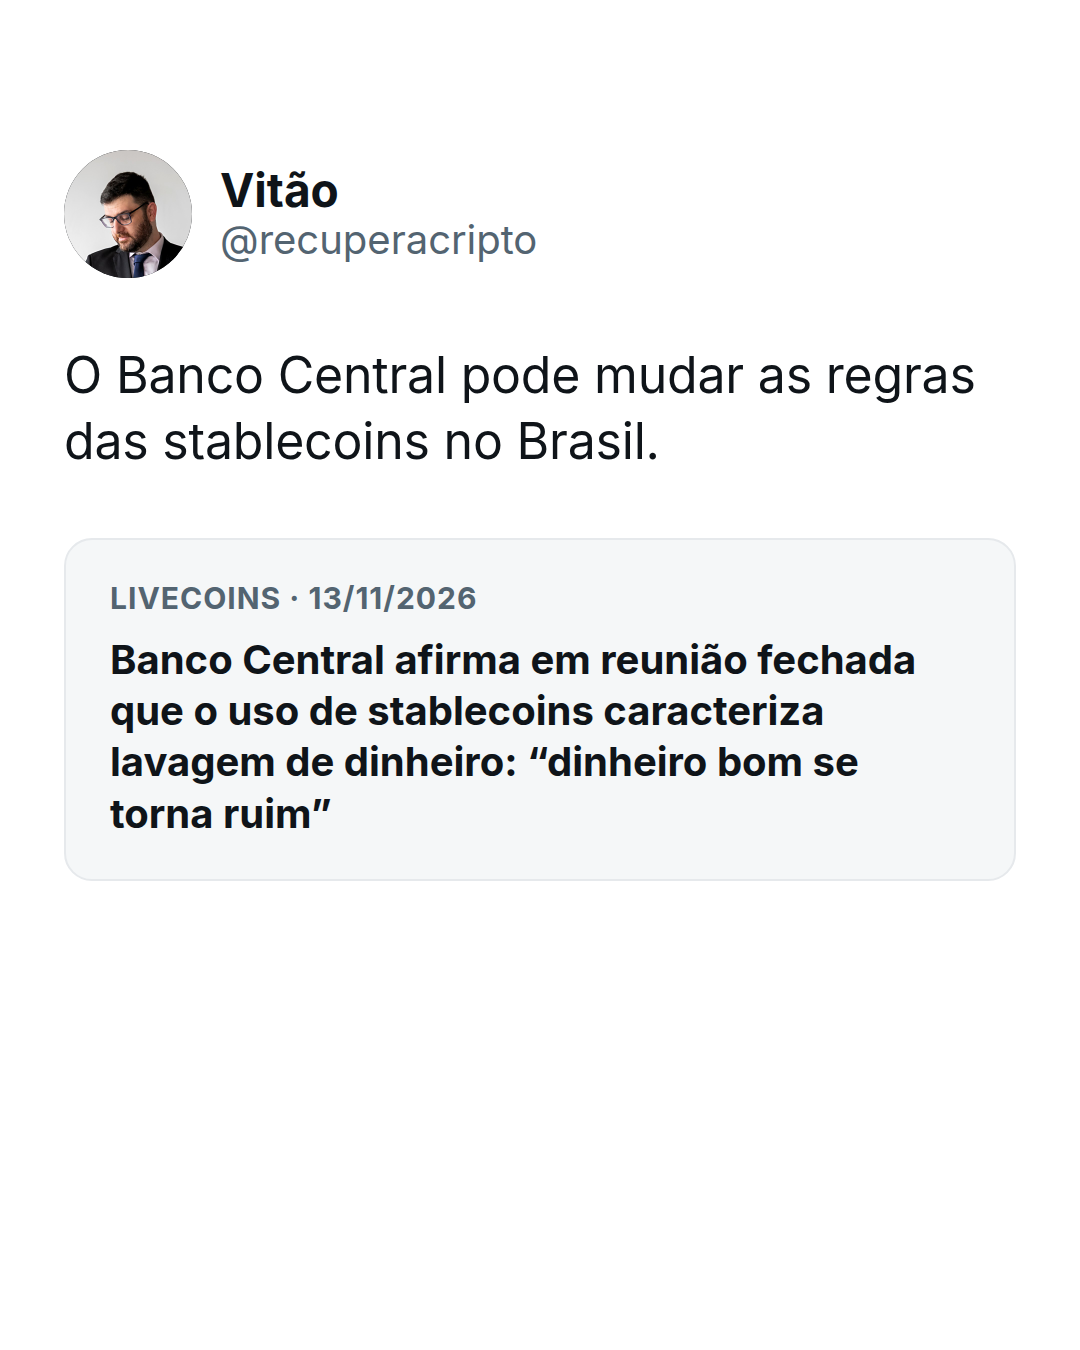 Vitão
@recuperacripto
O Banco Central pode mudar as regras
das stablecoins no Brasil.
LIVECOINS · 13/11/2026
Banco Central afirma em reunião fechada
que o uso de stablecoins caracteriza
lavagem de dinheiro: “dinheiro bom se
torna ruim”